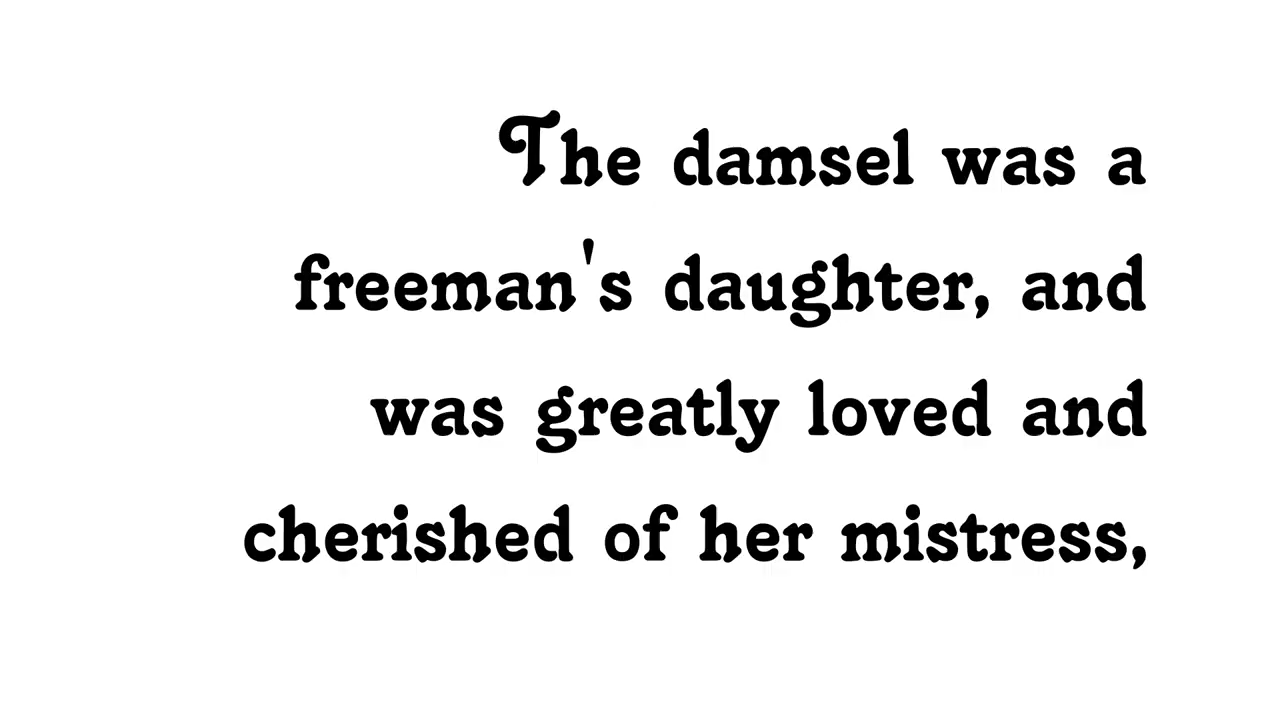 The damsel was a
freeman's daughter, and
was greatly loved and
cherished of her mistress,